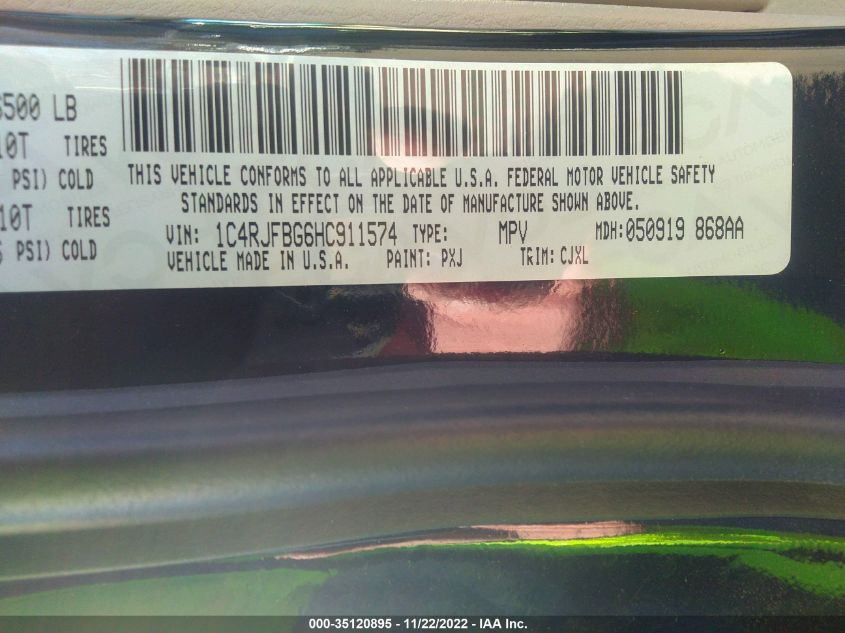 500 LB
10T TIRES
PSI) COLD
10T TIRES
PSI) COLD
THIS VEHICLE CONFORMS TO ALL APPLICABLE U.S.A. FEDERAL MOTOR VEHICLE SAFETY
STANDARDS IN EFFECT ON THE DATE OF MANUFACTURE SHOWN ABOVE.
VIN: 1C4RJFBG6HC911574 TYPE: MPV MDH:050919 868AA
VEHICLE MADE IN U.S.A. PAINT: PXJ TRIM: CJXL
000-35120895 - 11/22/2022 - IAA Inc.